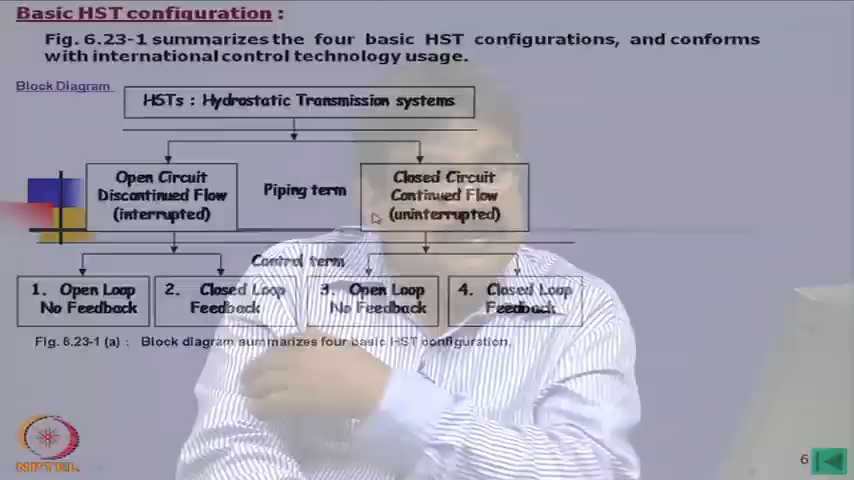 Basic HST configuration :
Fig. 6.23-1 summarizes the four basic HST configurations, and conforms
with international control technology usage.
Block Diagram
HSTs : Hydrostatic Transmission systems
Open Circuit
Discontinued Flow
(interrupted)
Piping term
Closed Circuit
Continued Flow
(uninterrupted)
Control term
1. Open Loop
No Feedback
2. Closed Loop
Feedback
3. Open Loop
No Feedback
4. Closed Loop
Feedback
Fig. 6.23-1 (a) : Block diagram summarizes four basic HST configuration.
NPTEL
6